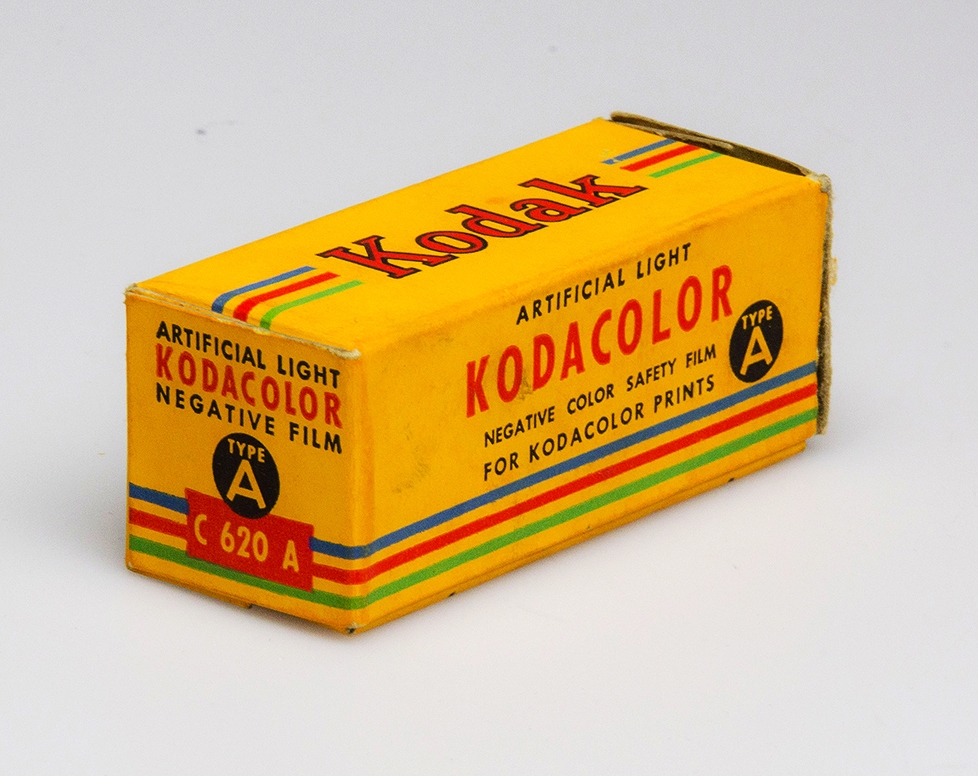 Kodak
ARTIFICIAL LIGHT
KODACOLOR
NEGATIVE FILM
TYPE
A
C 620 A
ARTIFICIAL LIGHT
KODACOLOR
TYPE
A
NEGATIVE COLOR SAFETY FILM
FOR KODACOLOR PRINTS